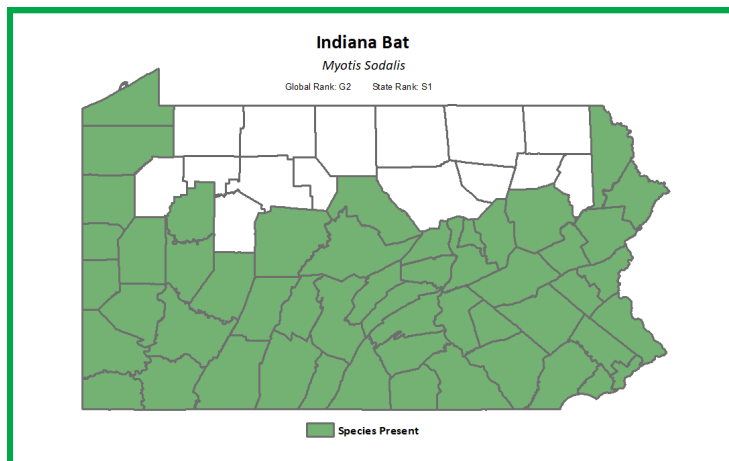 Indiana Bat
Myotis Sodalis
Global Rank: G2 State Rank: S1
Species Present